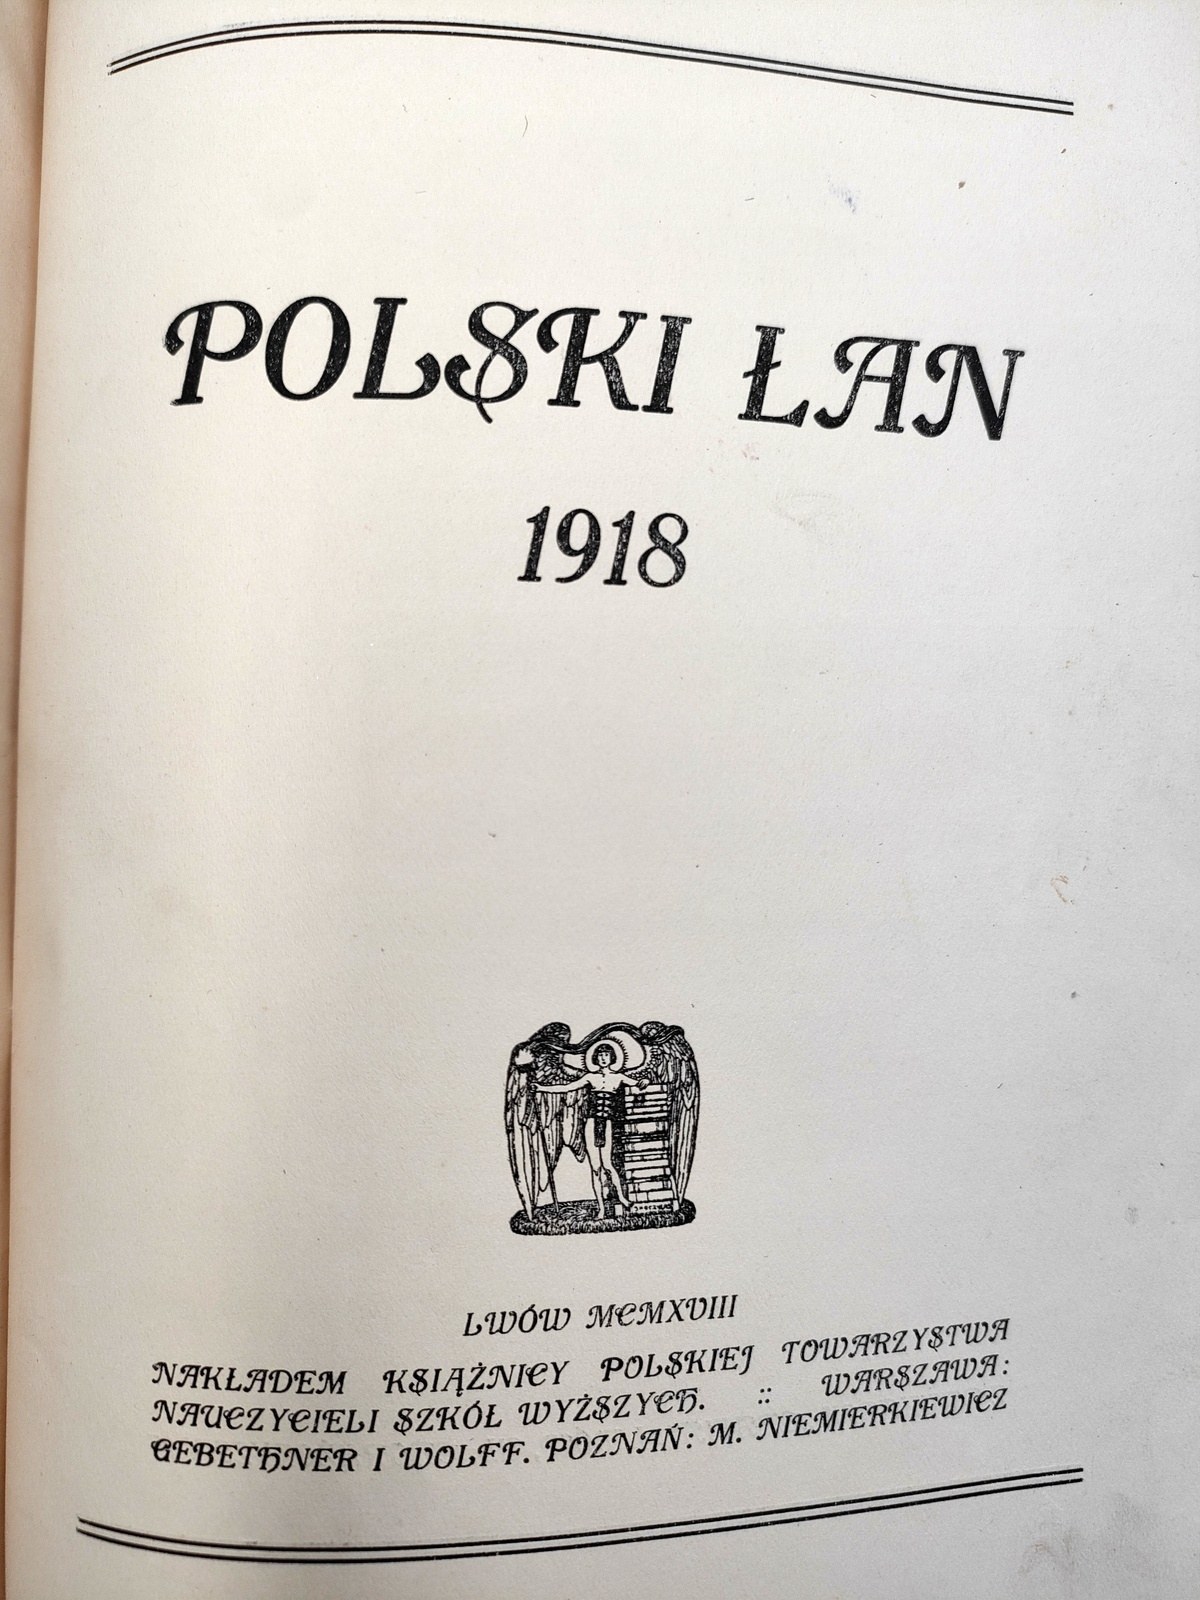 POLSKI ŁAN
1918
LWÓW MCMXVIII
NAKŁADEM KSIĄŻNICY POLSKIEJ TOWARZYSTWA
NAUCZYCIELI SZKÓŁ WYŻSZYCH. :: WARSZAWA:
GEBETHNER I WOLFF. POZNAŃ: M. NIEMIERKIEWICZ